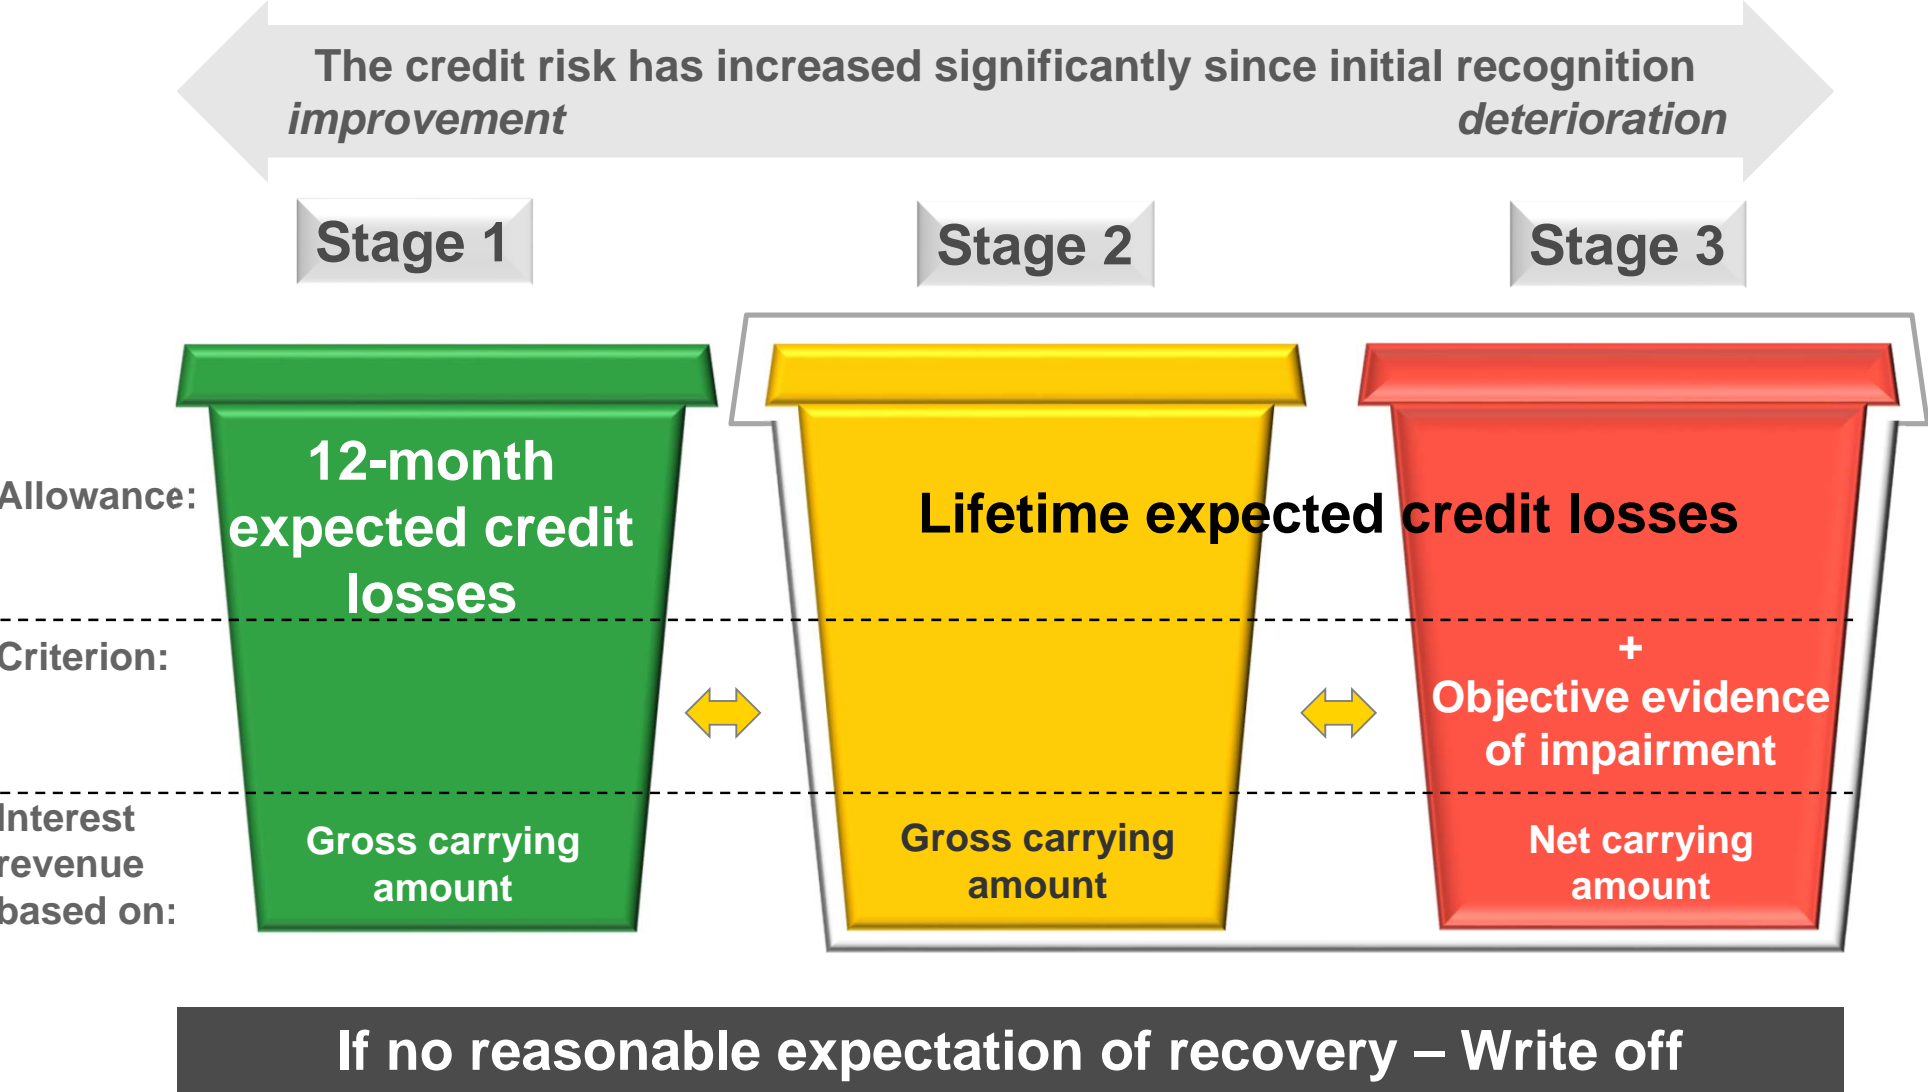 The credit risk has increased significantly since initial recognition
improvement
deterioration
Stage 1
Stage 2
Stage 3
Allowance:
12-month
expected credit
losses
Lifetime expected credit losses
Criterion:
+
Objective evidence
of impairment
Interest
revenue
based on:
Gross carrying
amount
Gross carrying
amount
Net carrying
amount
If no reasonable expectation of recovery – Write off